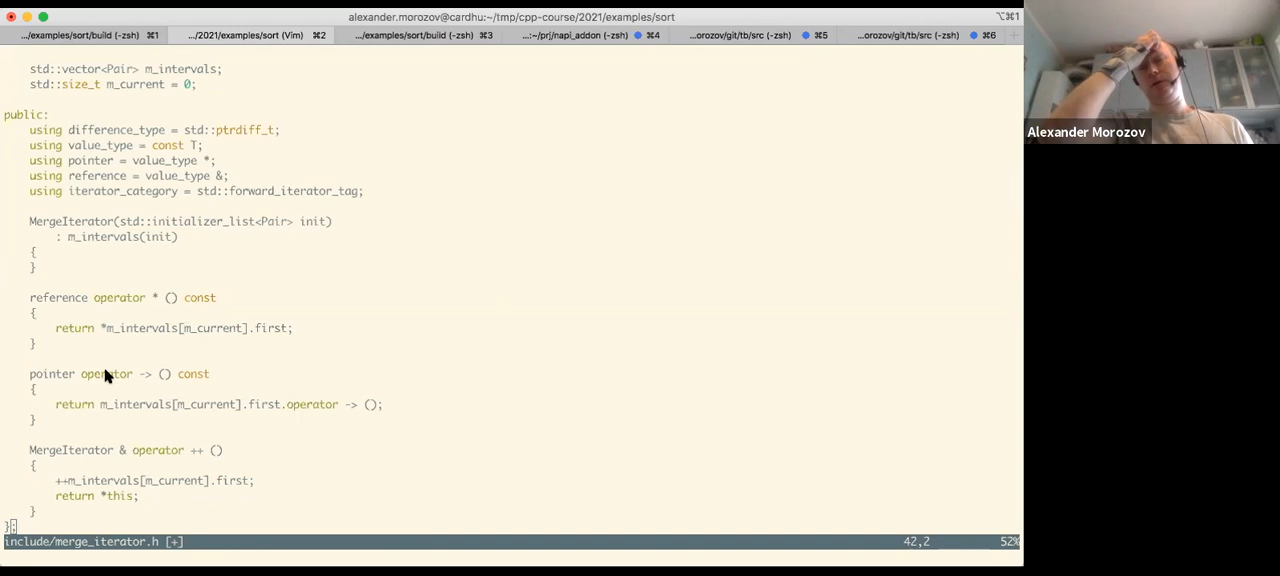 alexander.morozov@cardhu:~/tmp/cpp-course/2021/examples/sort
⌥⌘1
.../examples/sort/build (-zsh) ⌘1 .../2021/examples/sort (Vim) ⌘2 .../examples/sort/build (-zsh) ⌘3 ...:~/prj/napi_addon (-zsh) ⌘4 ...orozov/git/tb/src (-zsh) ⌘5 ...orozov/git/tb/src (-zsh) ⌘6
std::vector<Pair> m_intervals;
std::size_t m_current = 0;
public:
using difference_type = std::ptrdiff_t;
using value_type = const T;
using pointer = value_type *;
using reference = value_type &;
using iterator_category = std::forward_iterator_tag;
MergeIterator(std::initializer_list<Pair> init)
: m_intervals(init)
{
}
reference operator * () const
{
return *m_intervals[m_current].first;
}
pointer operator -> () const
{
return m_intervals[m_current].first.operator -> ();
}
MergeIterator & operator ++ ()
{
++m_intervals[m_current].first;
return *this;
}
};
include/merge_iterator.h [+] 42,2 52%
Alexander Morozov